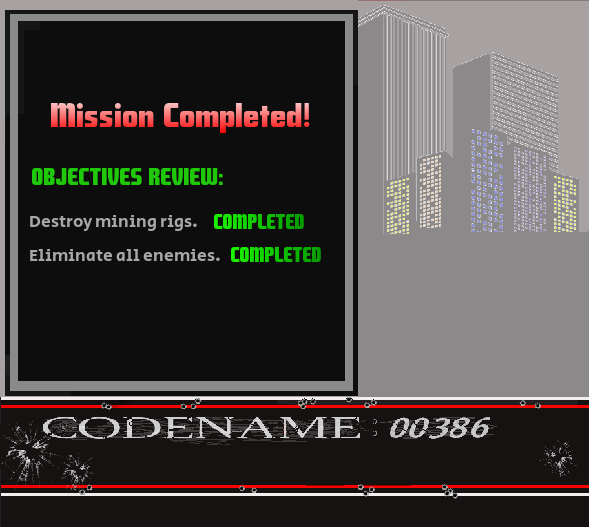 Mission Completed!
OBJECTIVES REVIEW:
Destroy mining rigs. COMPLETED
Eliminate all enemies. COMPLETED
CODENAME : 00386